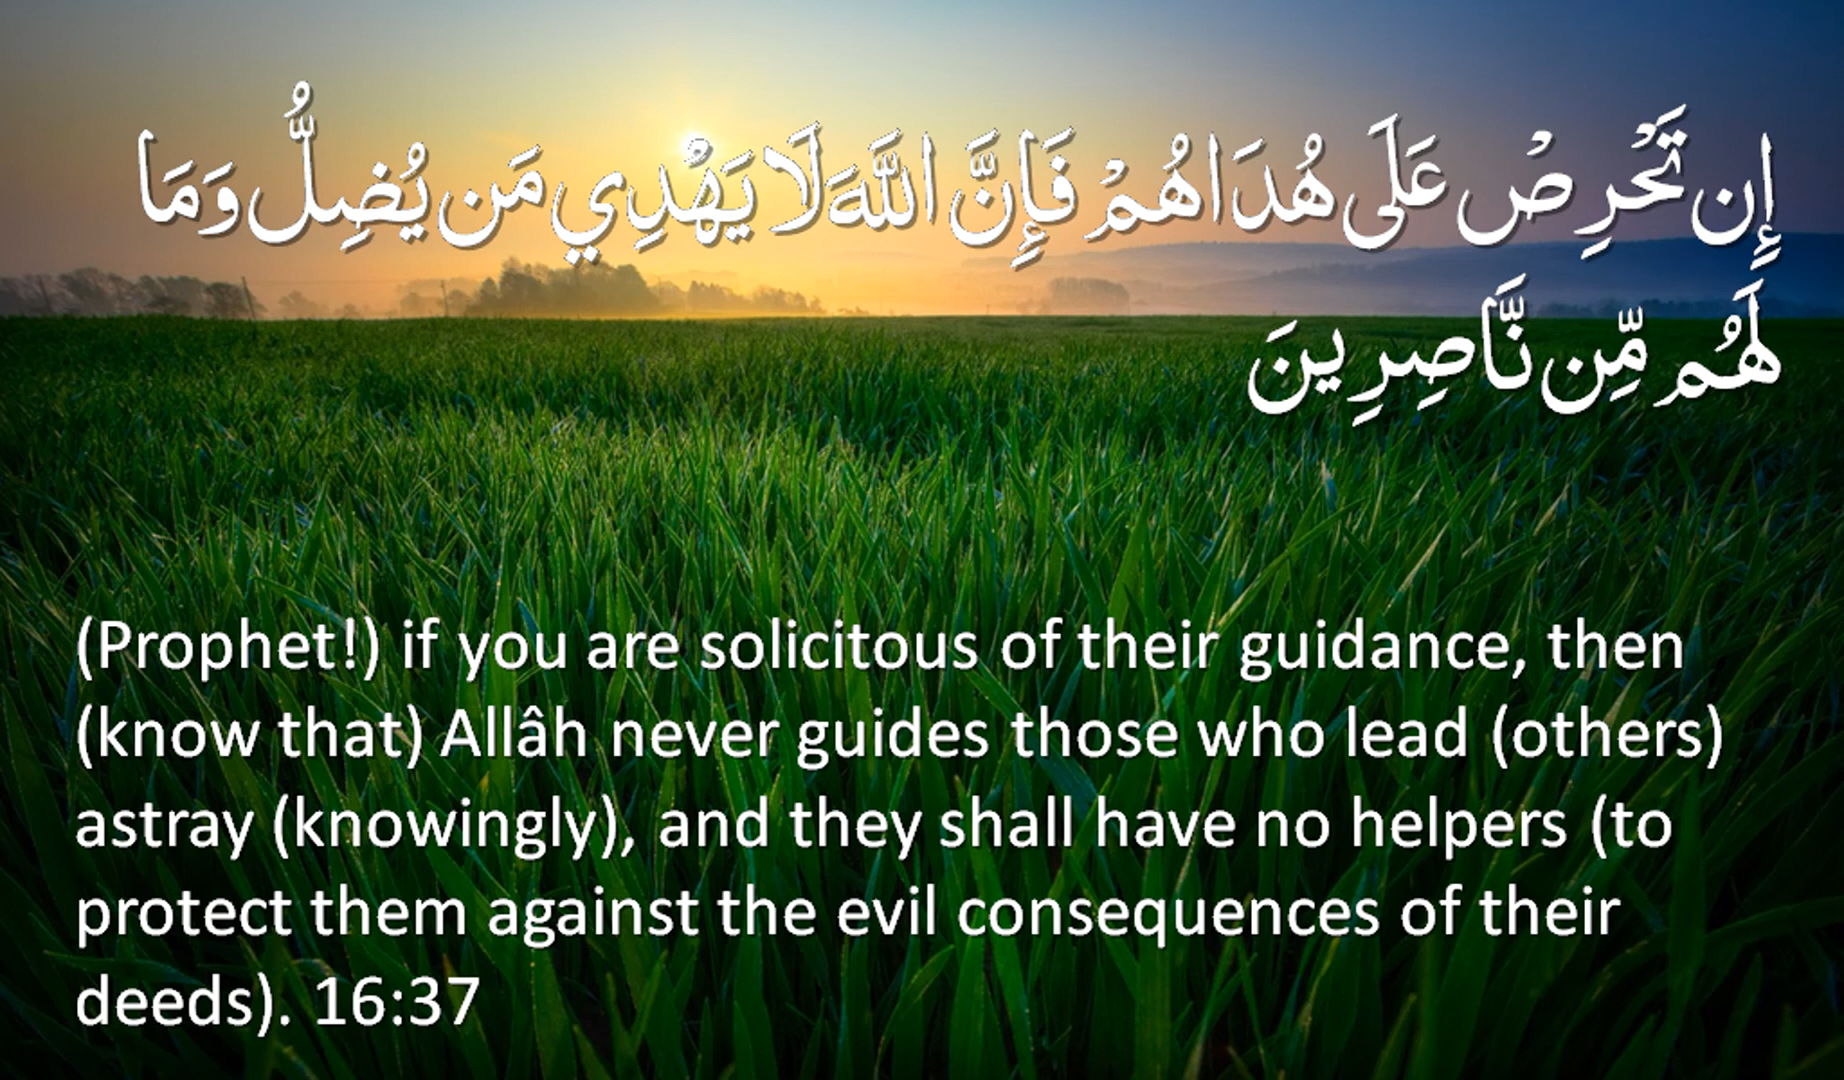 إِن تَحْرِصْ عَلَى هُدَاهُمْ فَإِنَّ اللَّهَ لَا يَهْدِي مَن يُضِلُّ وَمَا
لَهُم مِّن نَّاصِرِينَ
(Prophet!) if you are solicitous of their guidance, then
(know that) Allâh never guides those who lead (others)
astray (knowingly), and they shall have no helpers (to
protect them against the evil consequences of their
deeds). 16:37